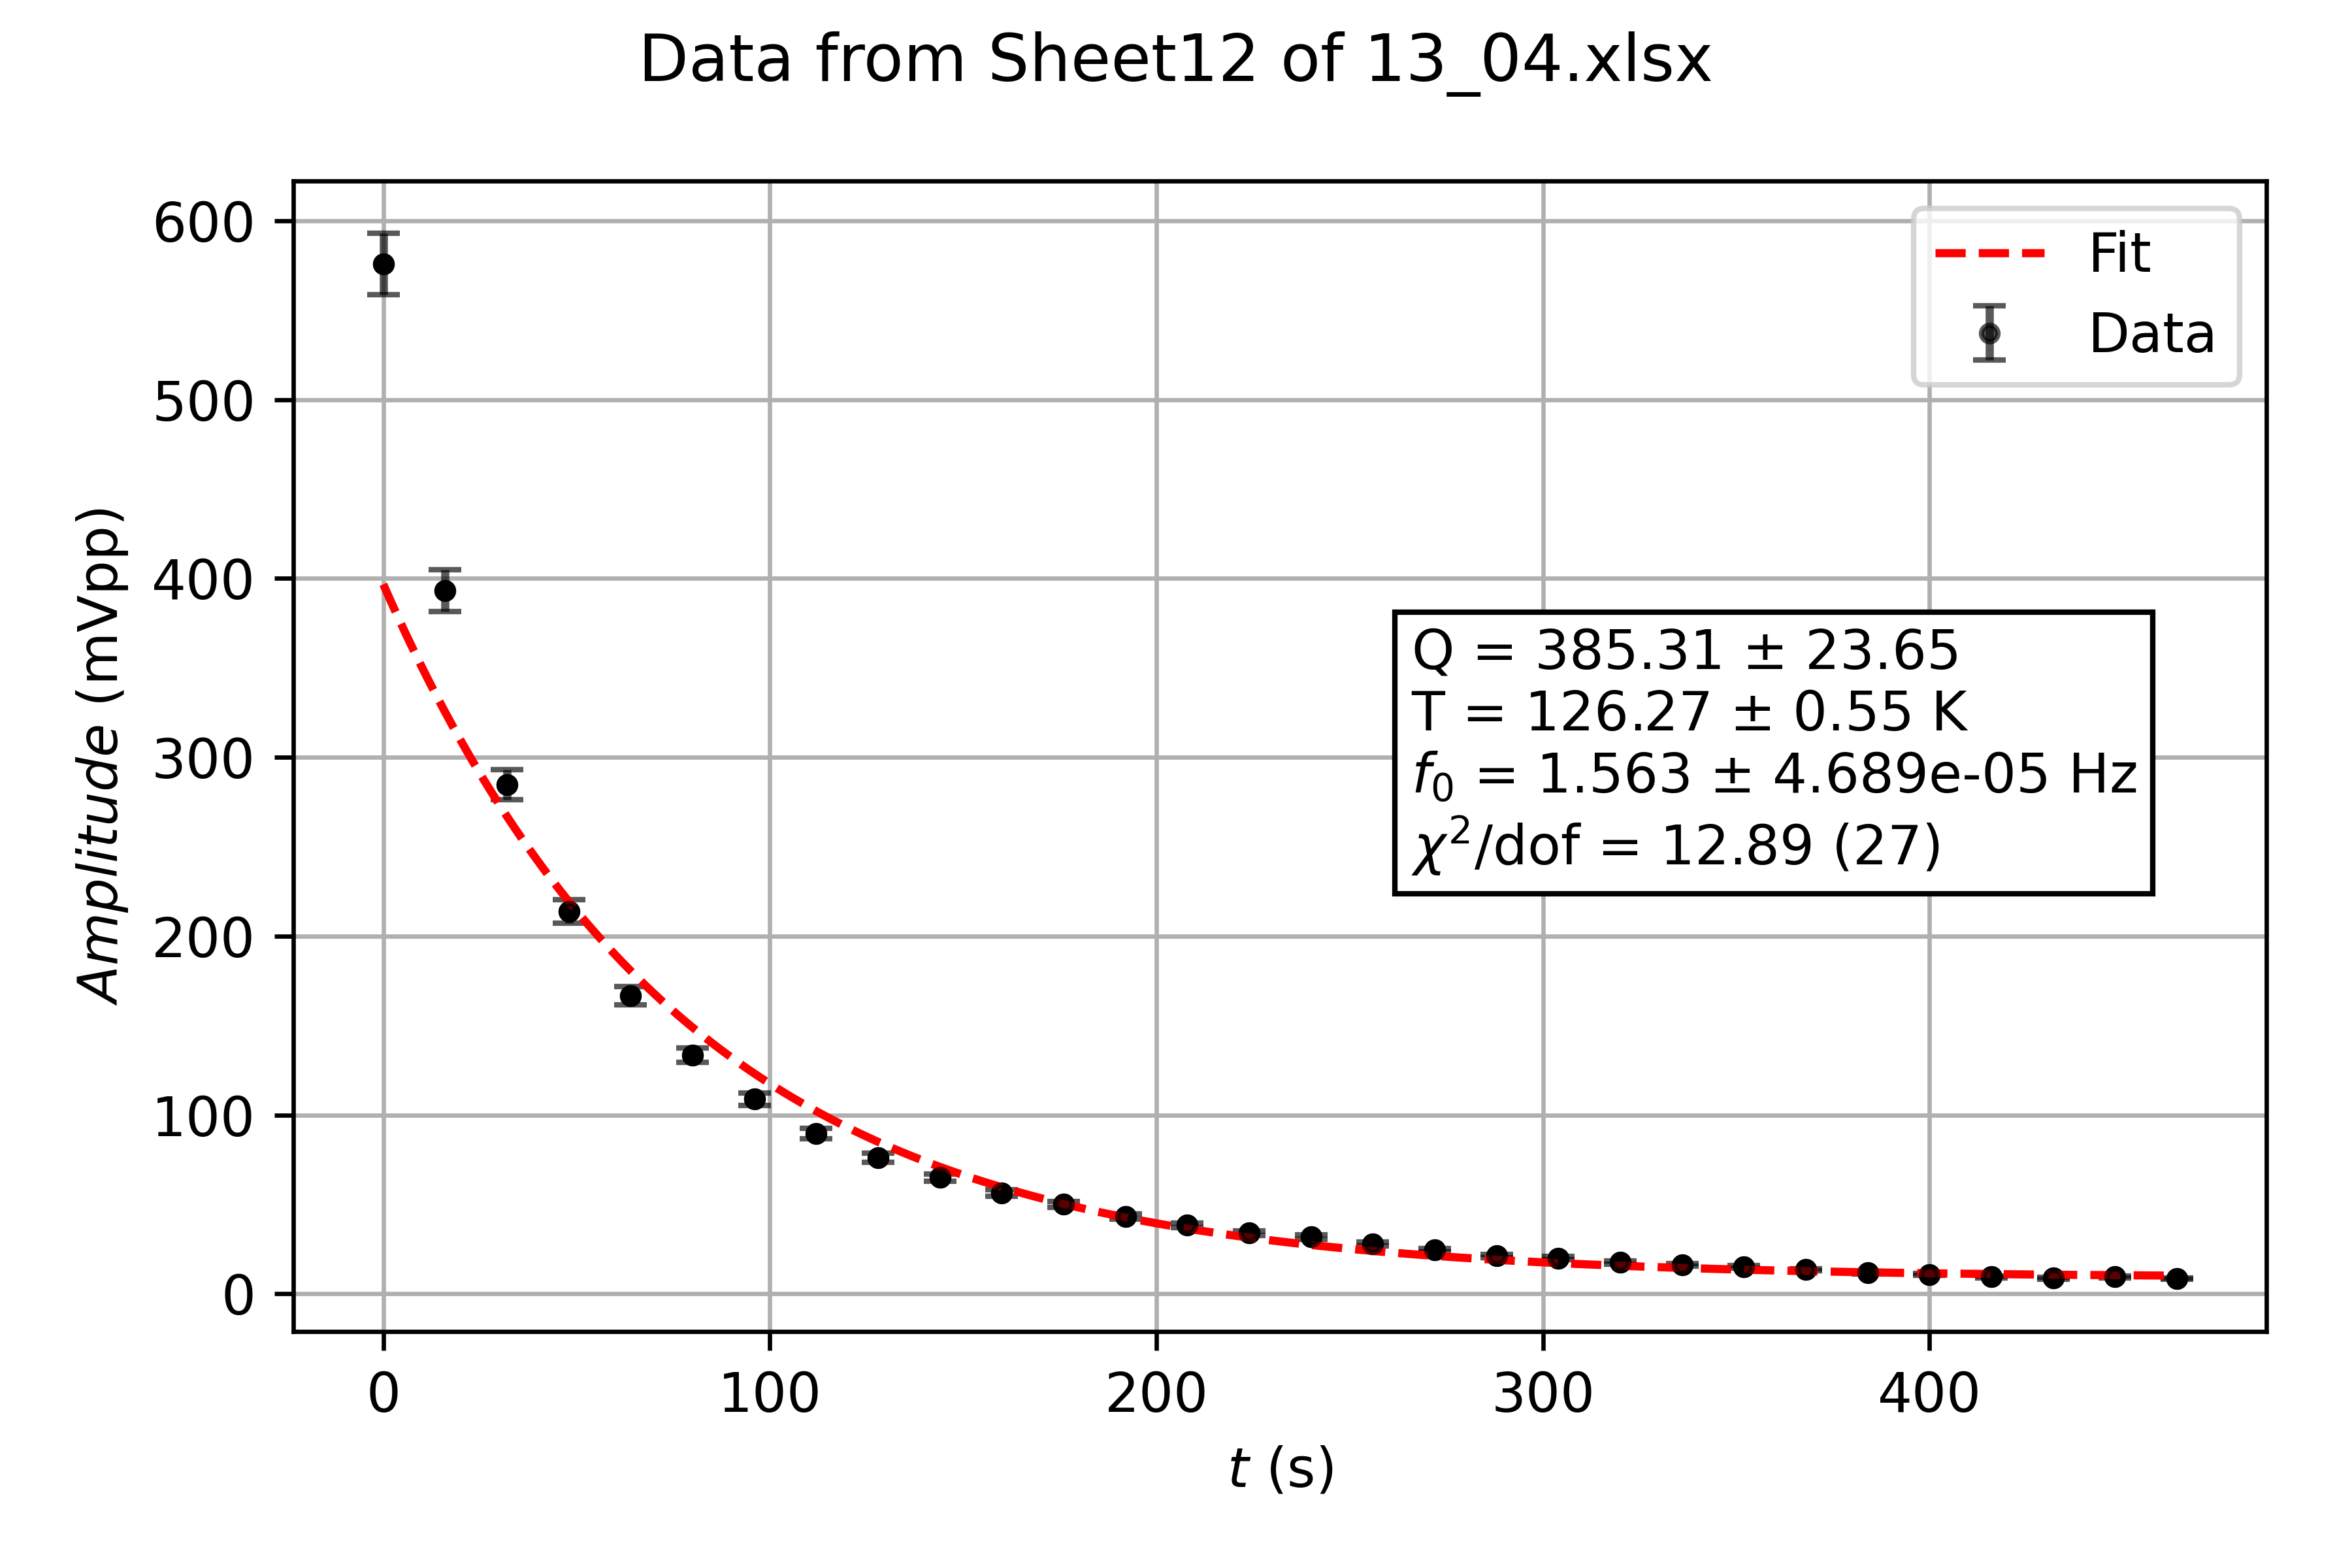 Data from Sheet12 of 13_04.xlsx
600
500
400
300
200
100
0
Amplitude (mVpp)
Fit
Data
Q = 385.31 ± 23.65
T = 126.27 ± 0.55 K
f₀ = 1.563 ± 4.689e-05 Hz
χ²/dof = 12.89 (27)
0 100 200 300 400
t (s)